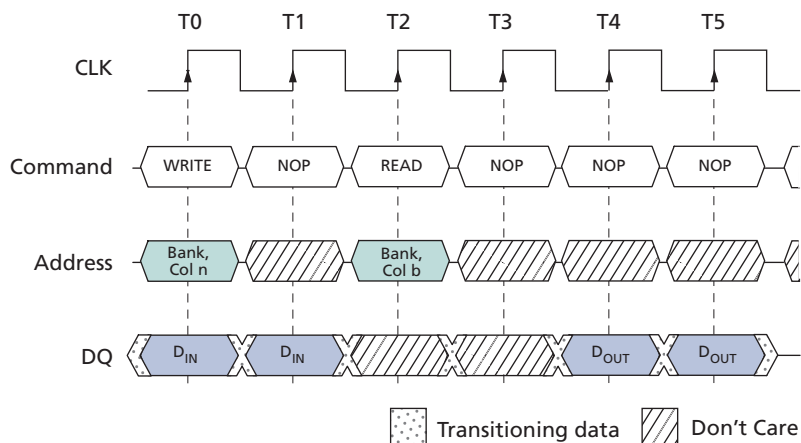 T0 T1 T2 T3 T4 T5
CLK
Command WRITE NOP READ NOP NOP NOP
Address Bank, Col n Bank, Col b
DQ DIN DIN DOUT DOUT
Transitioning data Don't Care